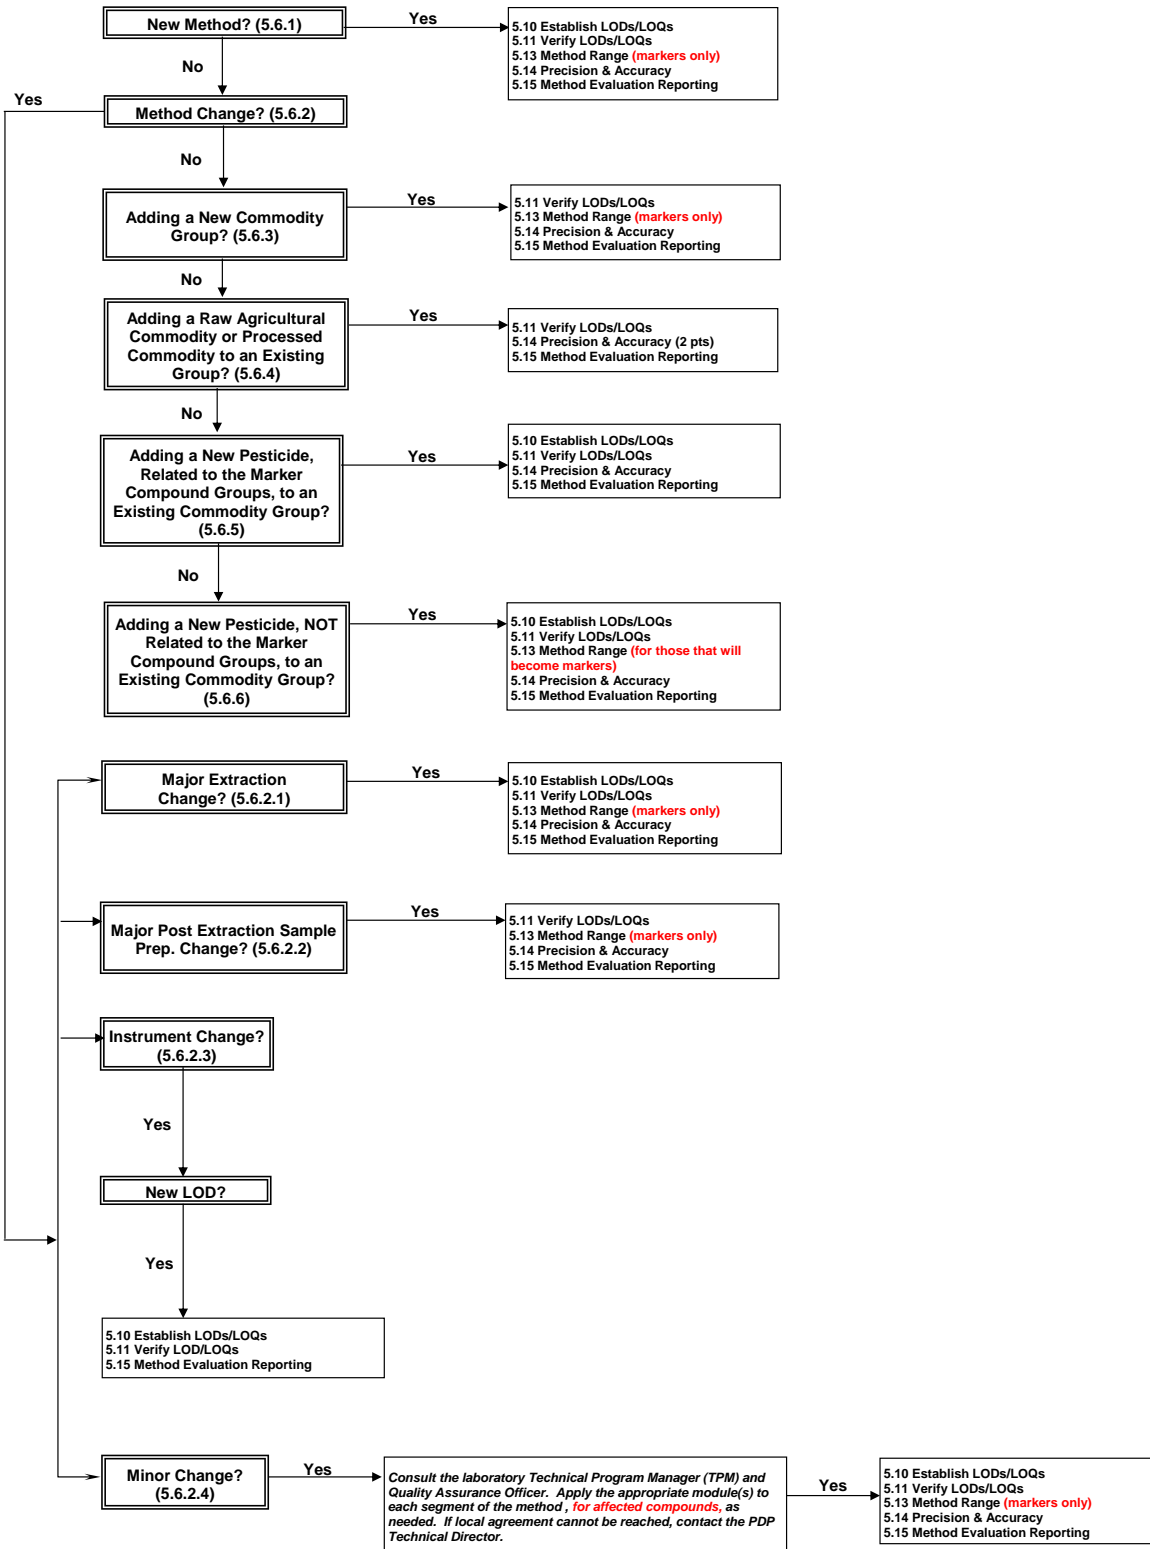 New Method? (5.6.1)
Yes
5.10 Establish LODs/LOQs
5.11 Verify LODs/LOQs
5.13 Method Range (markers only)
5.14 Precision & Accuracy
5.15 Method Evaluation Reporting
No
Yes
Method Change? (5.6.2)
No
Adding a New Commodity
Group? (5.6.3)
Yes
5.11 Verify LODs/LOQs
5.13 Method Range (markers only)
5.14 Precision & Accuracy
5.15 Method Evaluation Reporting
No
Adding a Raw Agricultural
Commodity or Processed
Commodity to an Existing
Group? (5.6.4)
Yes
5.11 Verify LODs/LOQs
5.14 Precision & Accuracy (2 pts)
5.15 Method Evaluation Reporting
No
Adding a New Pesticide,
Related to the Marker
Compound Groups, to an
Existing Commodity Group?
(5.6.5)
Yes
5.10 Establish LODs/LOQs
5.11 Verify LODs/LOQs
5.14 Precision & Accuracy
5.15 Method Evaluation Reporting
No
Adding a New Pesticide, NOT
Related to the Marker
Compound Groups, to an
Existing Commodity Group?
(5.6.6)
Yes
5.10 Establish LODs/LOQs
5.11 Verify LODs/LOQs
5.13 Method Range (for those that will
become markers)
5.14 Precision & Accuracy
5.15 Method Evaluation Reporting
Major Extraction
Change? (5.6.2.1)
Yes
5.10 Establish LODs/LOQs
5.11 Verify LODs/LOQs
5.13 Method Range (markers only)
5.14 Precision & Accuracy
5.15 Method Evaluation Reporting
Major Post Extraction Sample
Prep. Change? (5.6.2.2)
Yes
5.11 Verify LODs/LOQs
5.13 Method Range (markers only)
5.14 Precision & Accuracy
5.15 Method Evaluation Reporting
Instrument Change?
(5.6.2.3)
Yes
New LOD?
Yes
5.10 Establish LODs/LOQs
5.11 Verify LOD/LOQs
5.15 Method Evaluation Reporting
Minor Change?
(5.6.2.4)
Yes
Consult the laboratory Technical Program Manager (TPM) and
Quality Assurance Officer.  Apply the appropriate module(s) to
each segment of the method , for affected compounds, as
needed.  If local agreement cannot be reached, contact the PDP
Technical Director.
Yes
5.10 Establish LODs/LOQs
5.11 Verify LODs/LOQs
5.13 Method Range (markers only)
5.14 Precision & Accuracy
5.15 Method Evaluation Reporting